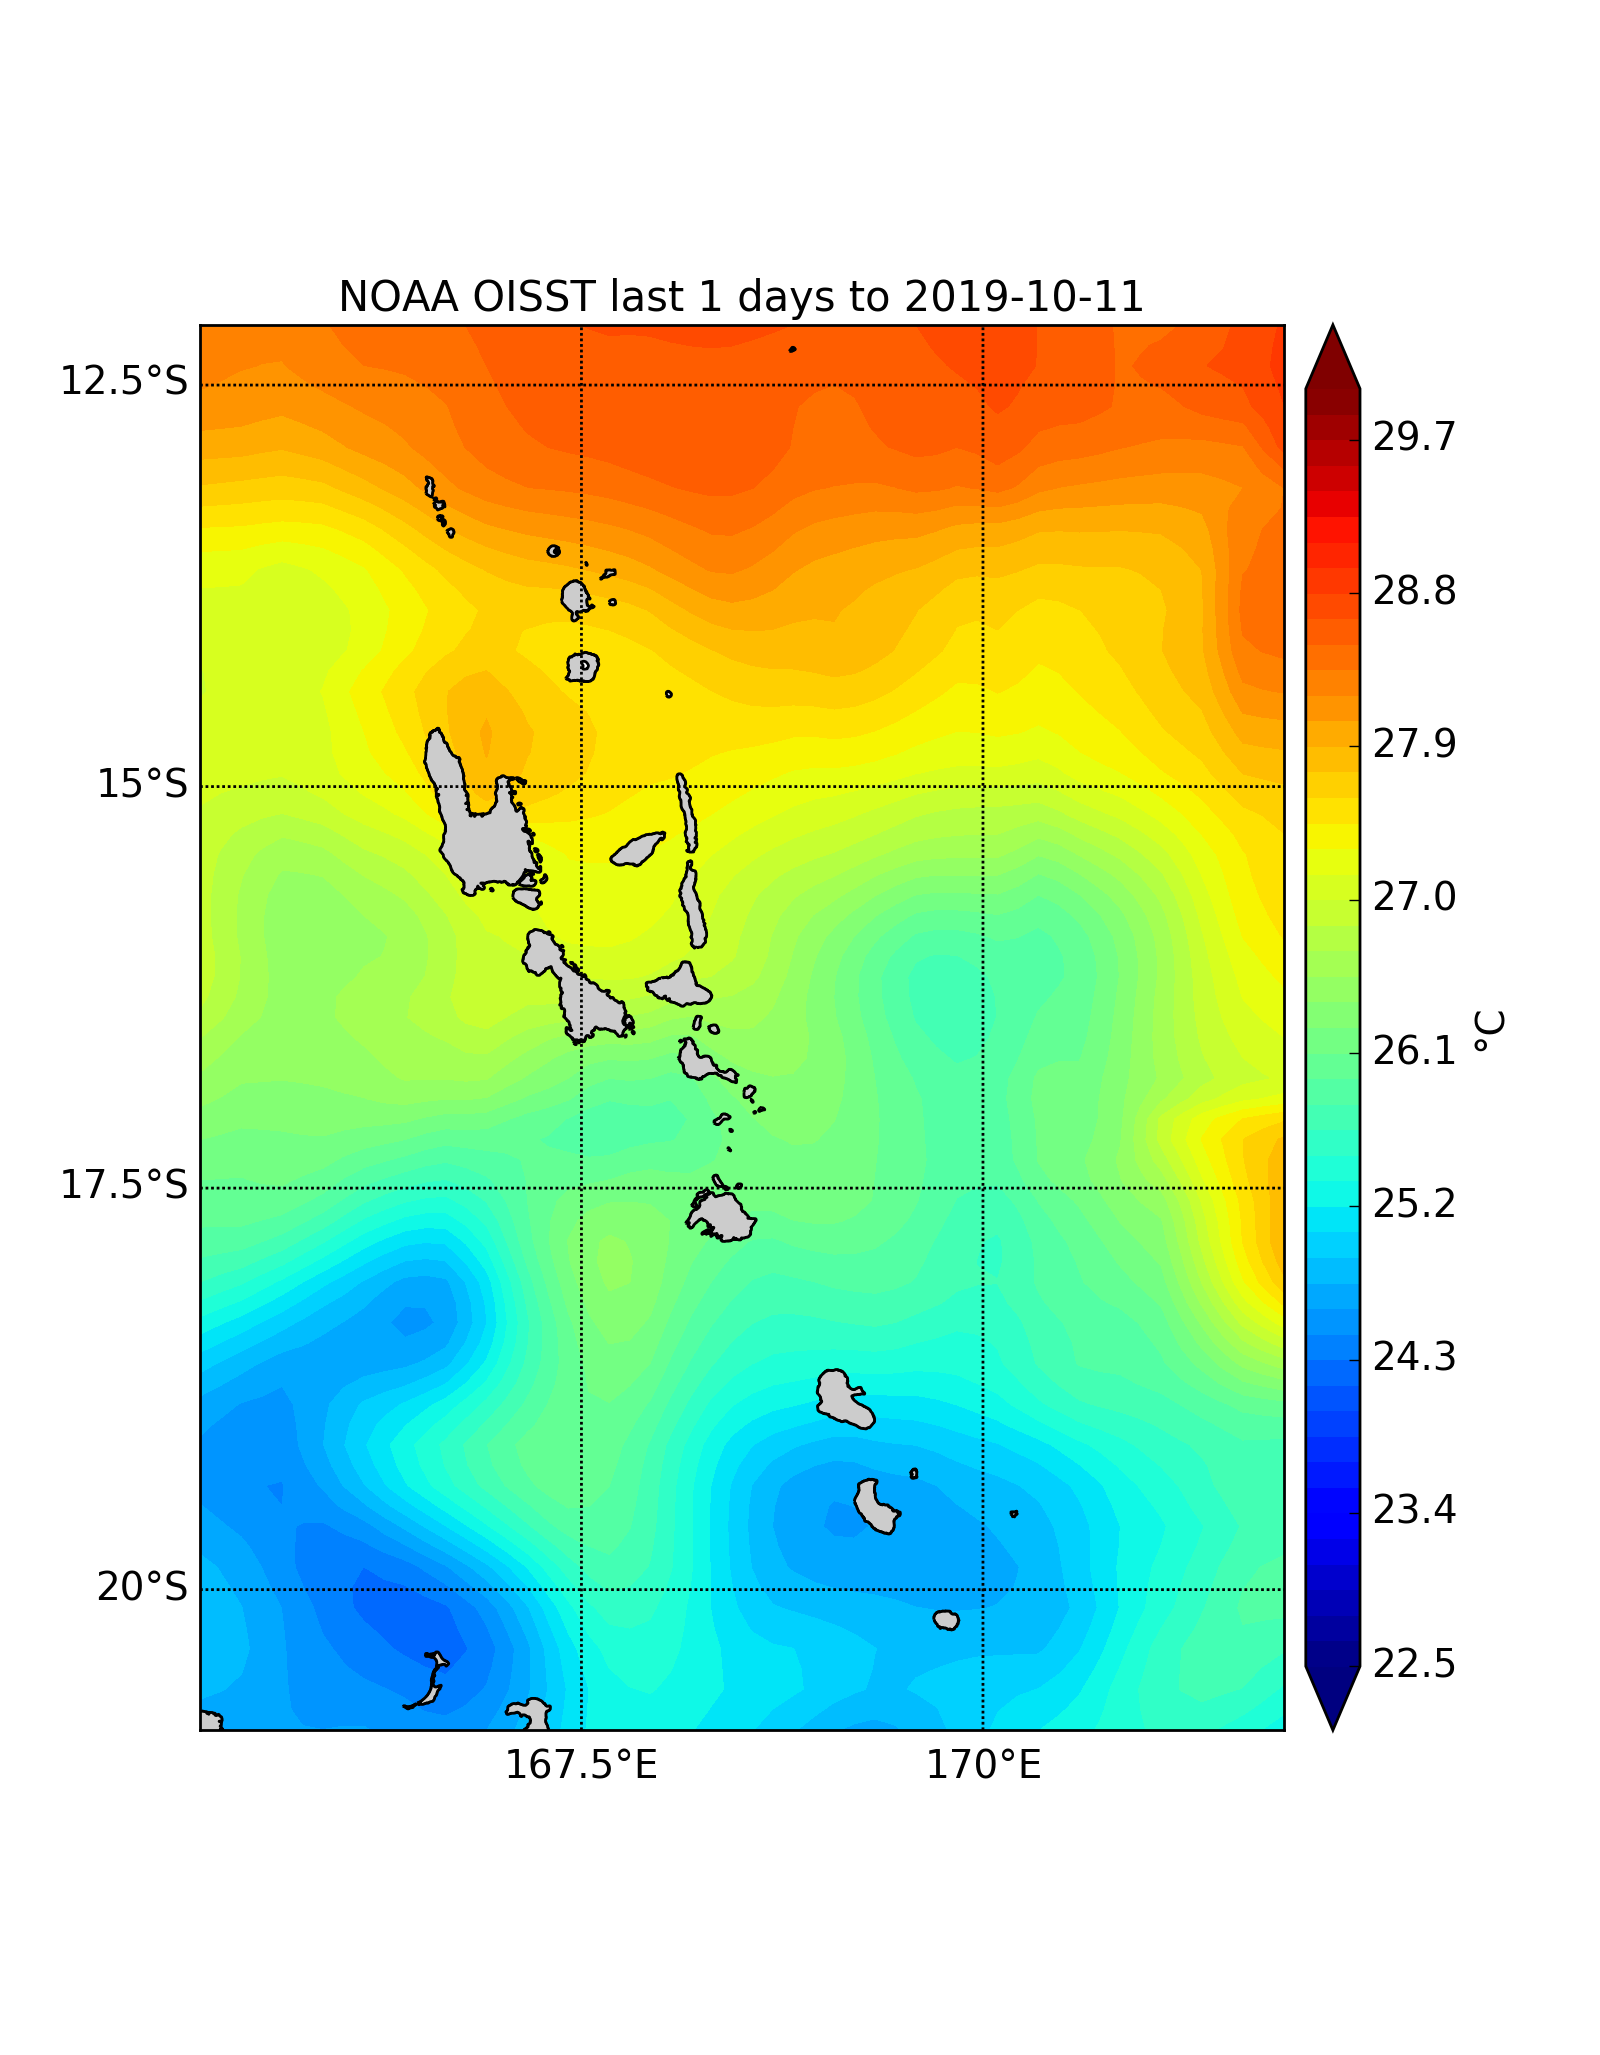 NOAA OISST last 1 days to 2019-10-11
12.5°S
15°S
17.5°S
20°S
167.5°E
170°E
29.7
28.8
27.9
27.0
26.1
25.2
24.3
23.4
22.5
°C